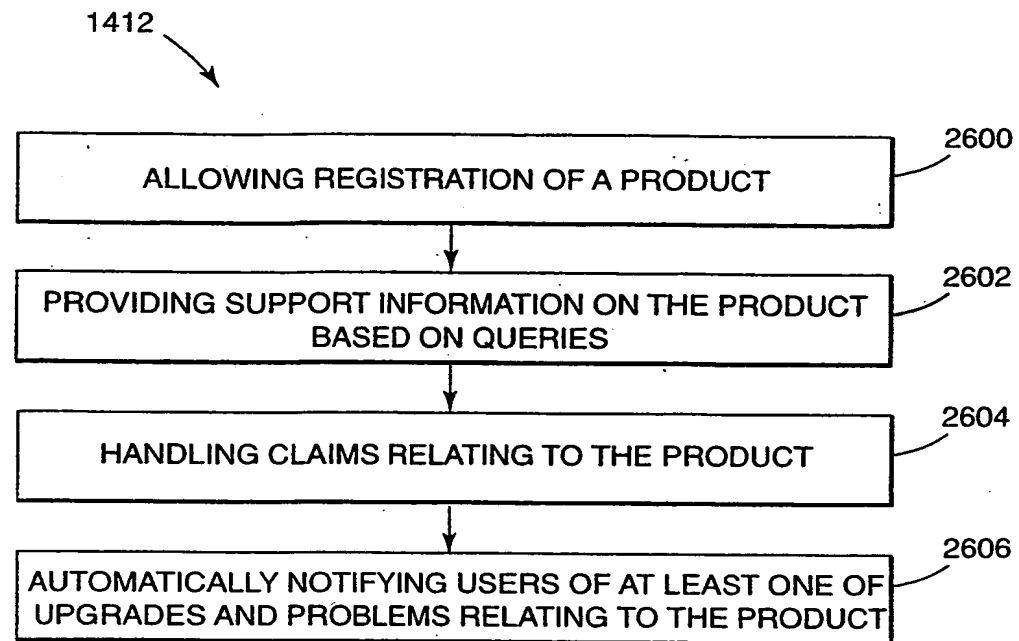 1412
2600
ALLOWING REGISTRATION OF A PRODUCT
2602
PROVIDING SUPPORT INFORMATION ON THE PRODUCT
BASED ON QUERIES
2604
HANDLING CLAIMS RELATING TO THE PRODUCT
2606
AUTOMATICALLY NOTIFYING USERS OF AT LEAST ONE OF
UPGRADES AND PROBLEMS RELATING TO THE PRODUCT